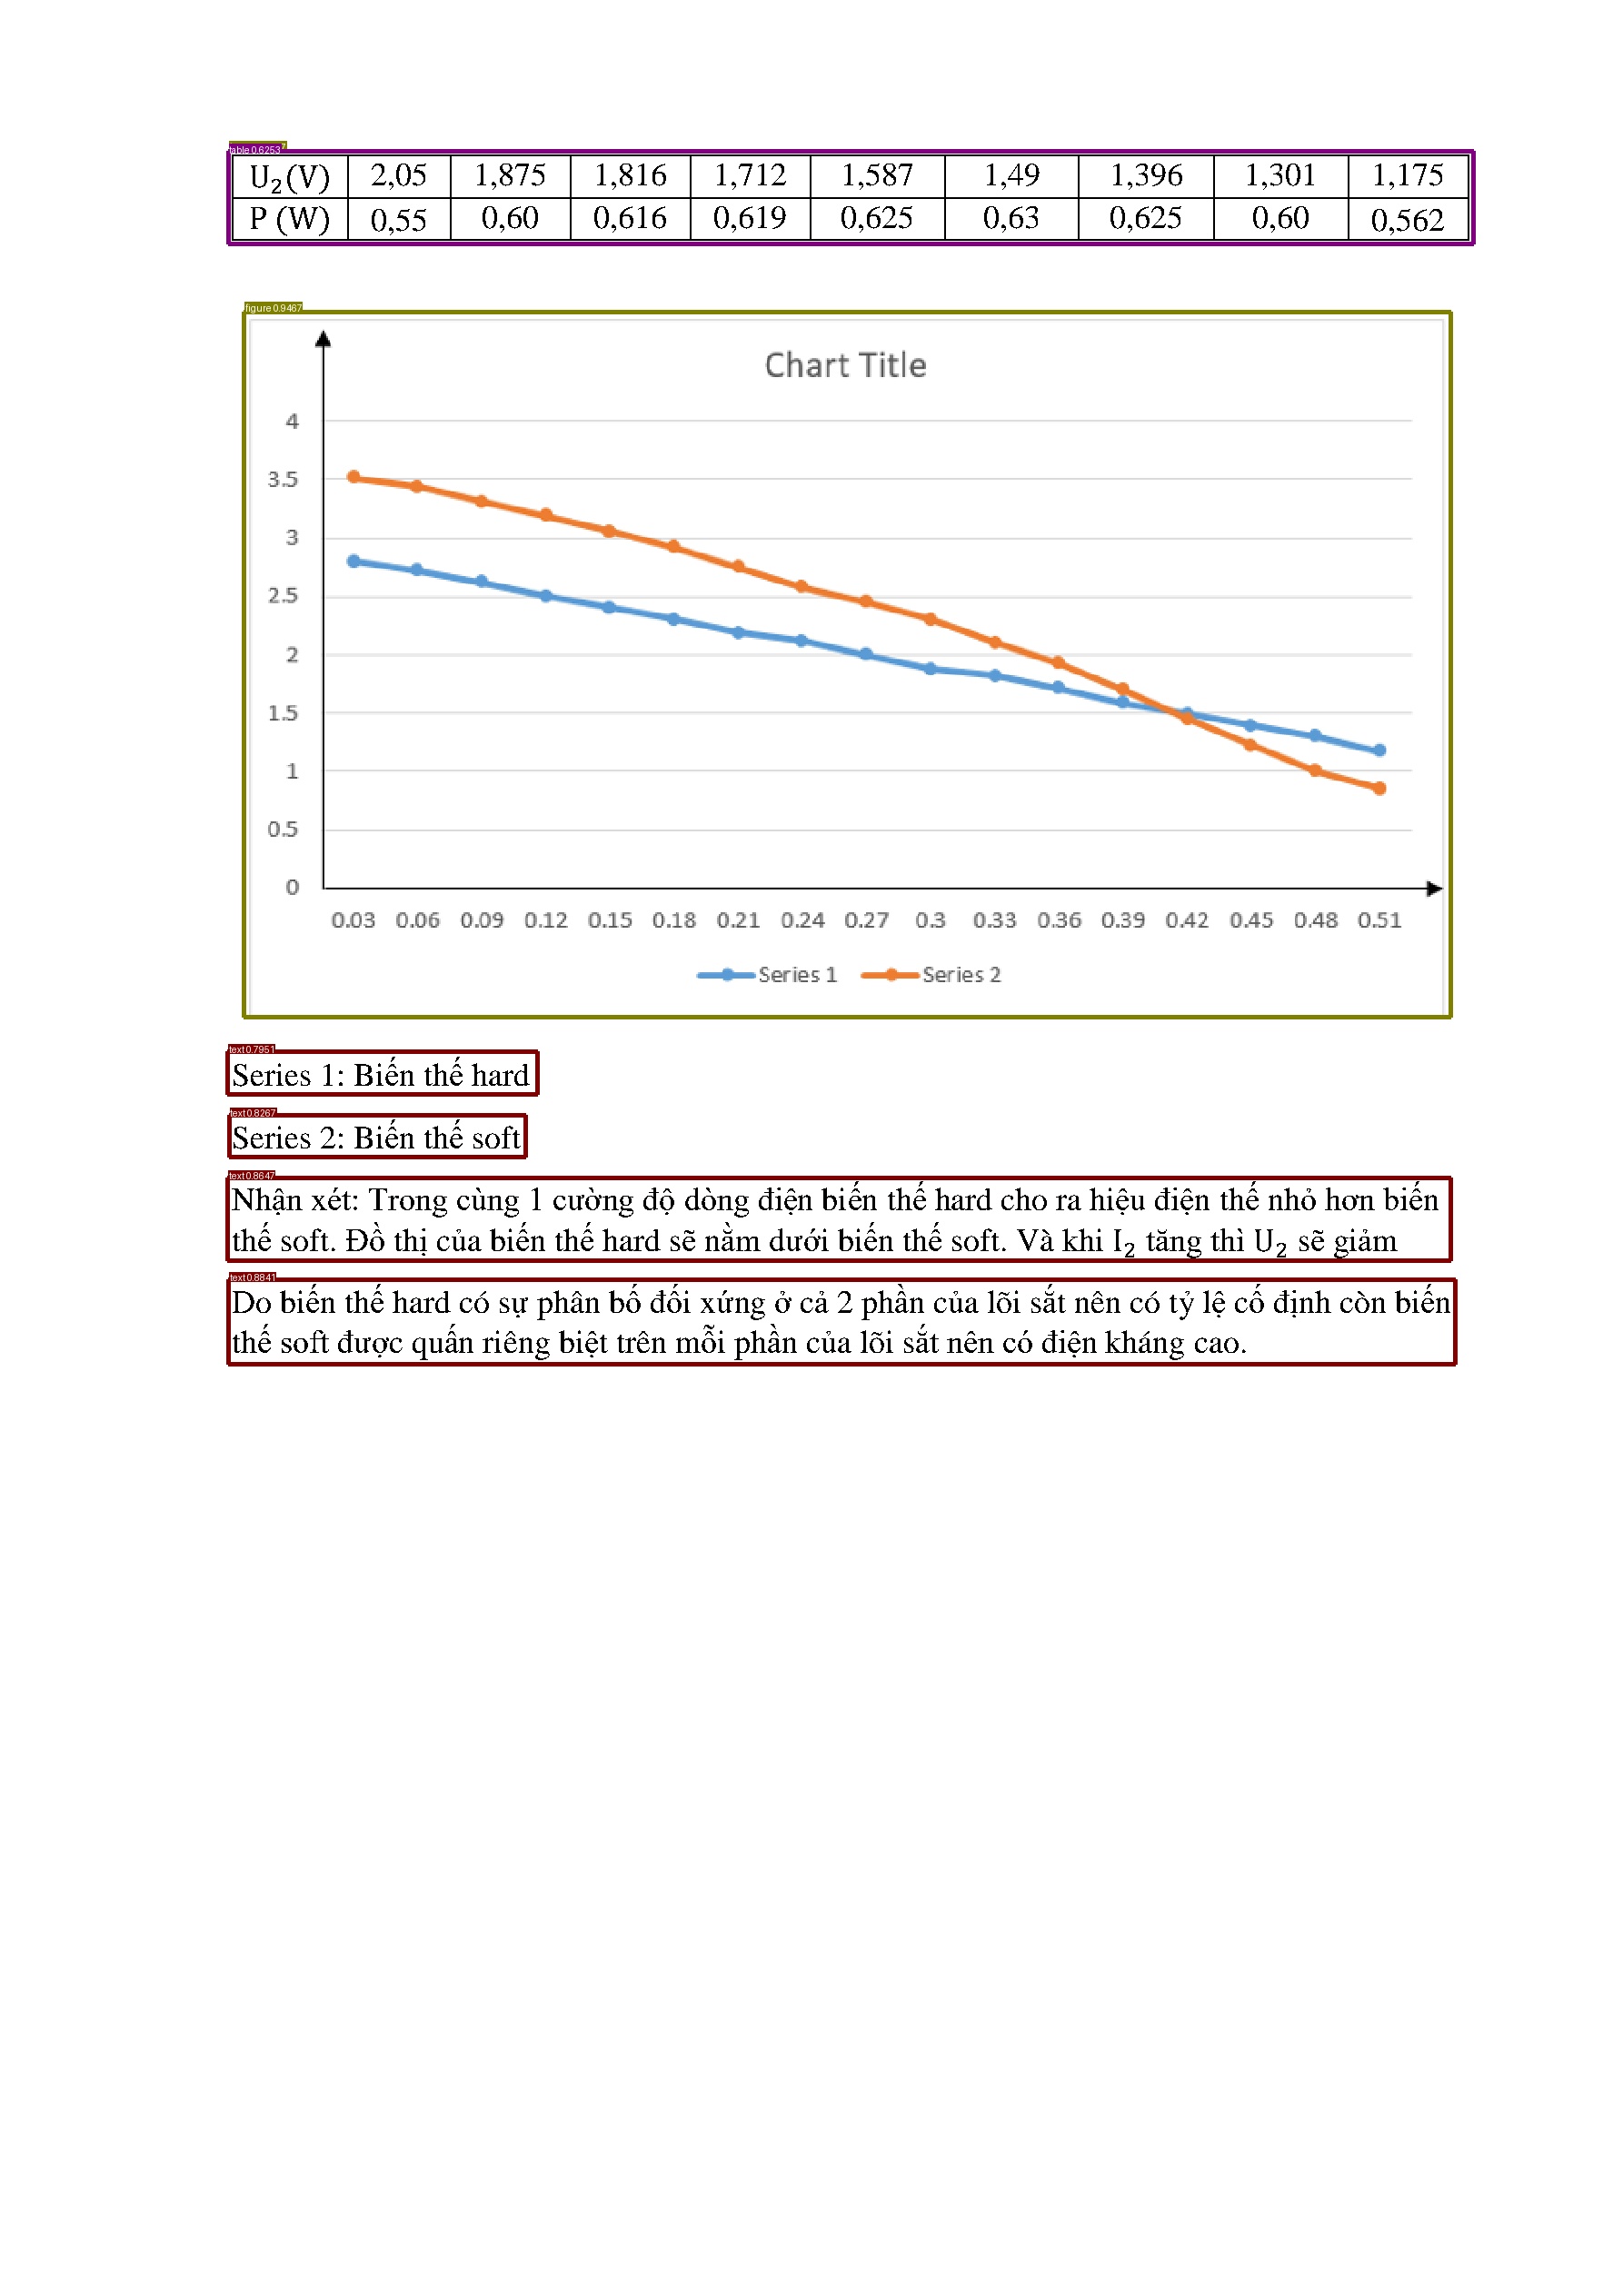 table 0.6253
U₂(V) 2,05 1,875 1,816 1,712 1,587 1,49 1,396 1,301 1,175
P (W) 0,55 0,60 0,616 0,619 0,625 0,63 0,625 0,60 0,562
figure 0.9467
Chart Title
4
3.5
3
2.5
2
1.5
1
0.5
0
0.03 0.06 0.09 0.12 0.15 0.18 0.21 0.24 0.27 0.3 0.33 0.36 0.39 0.42 0.45 0.48 0.51
Series 1 Series 2
text 0.7951
Series 1: Biến thế hard
text 0.8267
Series 2: Biến thế soft
text 0.8647
Nhận xét: Trong cùng 1 cường độ dòng điện biến thế hard cho ra hiệu điện thế nhỏ hơn biến
thế soft. Đồ thị của biến thế hard sẽ nằm dưới biến thế soft. Và khi I₂ tăng thì U₂ sẽ giảm
text 0.8841
Do biến thế hard có sự phân bố đối xứng ở cả 2 phần của lõi sắt nên có tỷ lệ cố định còn biến
thế soft được quấn riêng biệt trên mỗi phần của lõi sắt nên có điện kháng cao.